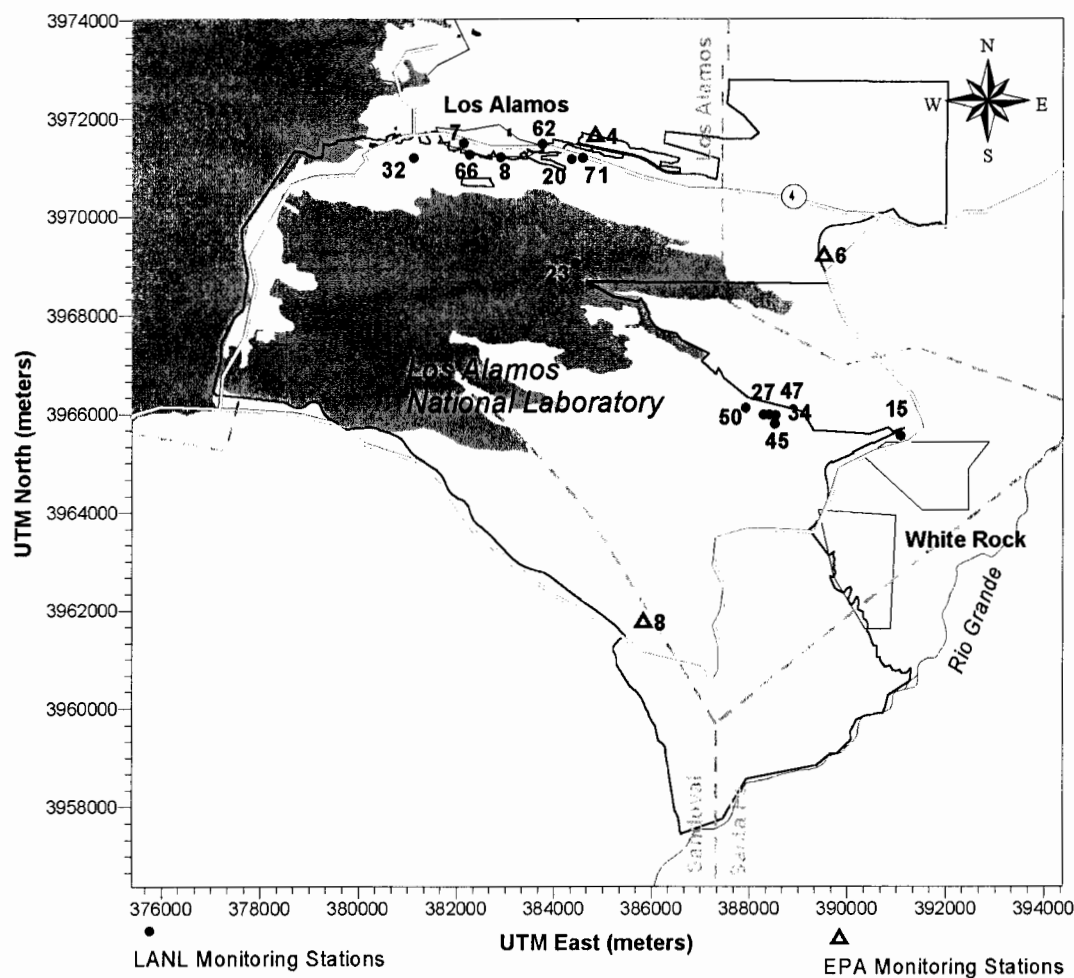 3974000
3972000
3970000
3968000
3966000
3964000
3962000
3960000
3958000
UTM North (meters)
Los Alamos
Los Alamos
N
W E
S
7
62
4
32
66
8
20
71
4
6
23
Los Alamos
National Laboratory
27 47
50
34
45
15
White Rock
Rio Grande
8
Sandoval
376000 378000 380000 382000 384000 386000 388000 390000 392000 394000
UTM East (meters)
LANL Monitoring Stations
EPA Monitoring Stations